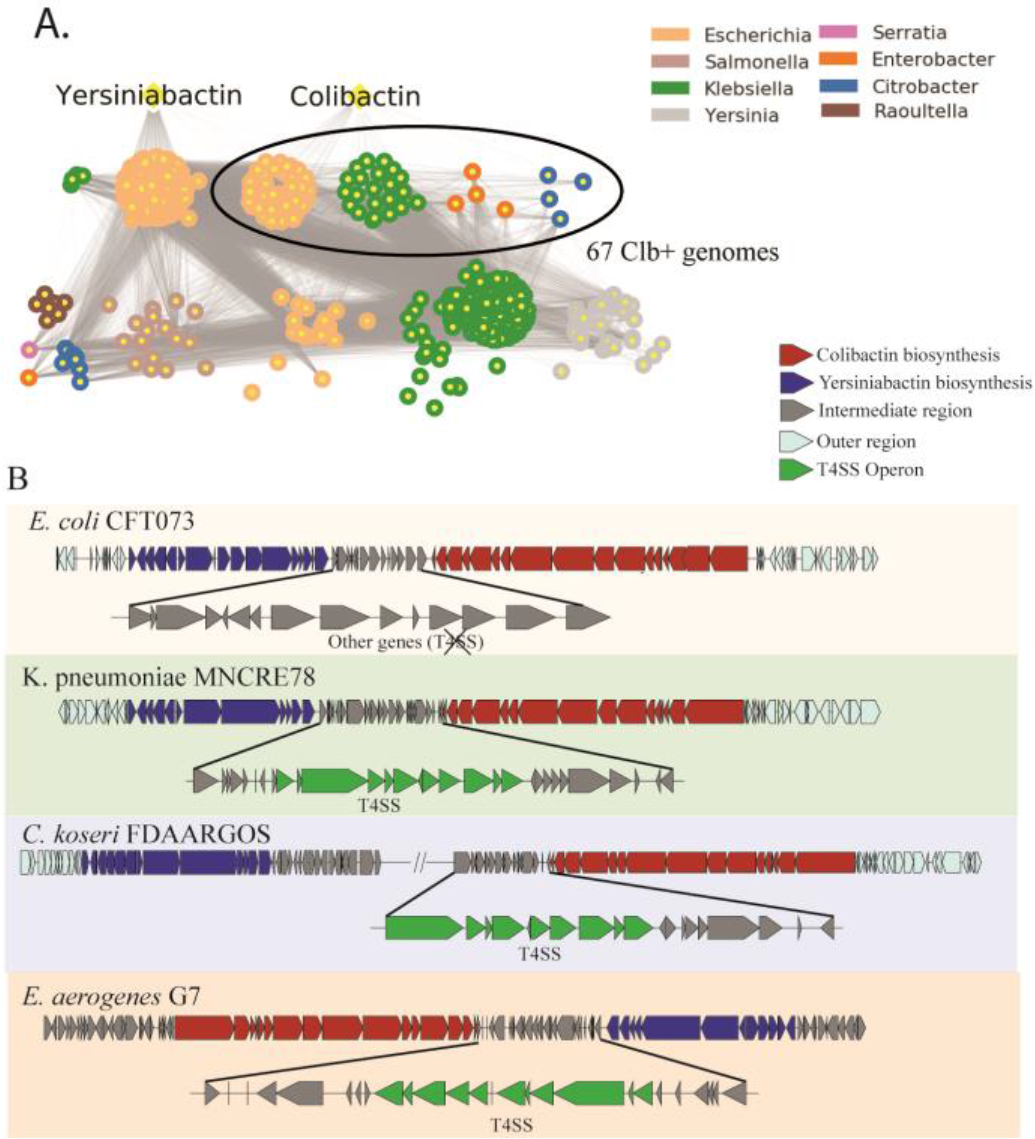 A.
Yersiniabactin
Colibactin
Escherichia
Salmonella
Klebsiella
Yersinia
Serratia
Enterobacter
Citrobacter
Raoultella
67 Clb+ genomes
Colibactin biosynthesis
Yersiniabactin biosynthesis
Intermediate region
Outer region
T4SS Operon
B
E. coli CFT073
Other genes (T4SS)
K. pneumoniae MNCRE78
T4SS
C. koseri FDAARGOS
//
T4SS
E. aerogenes G7
T4SS